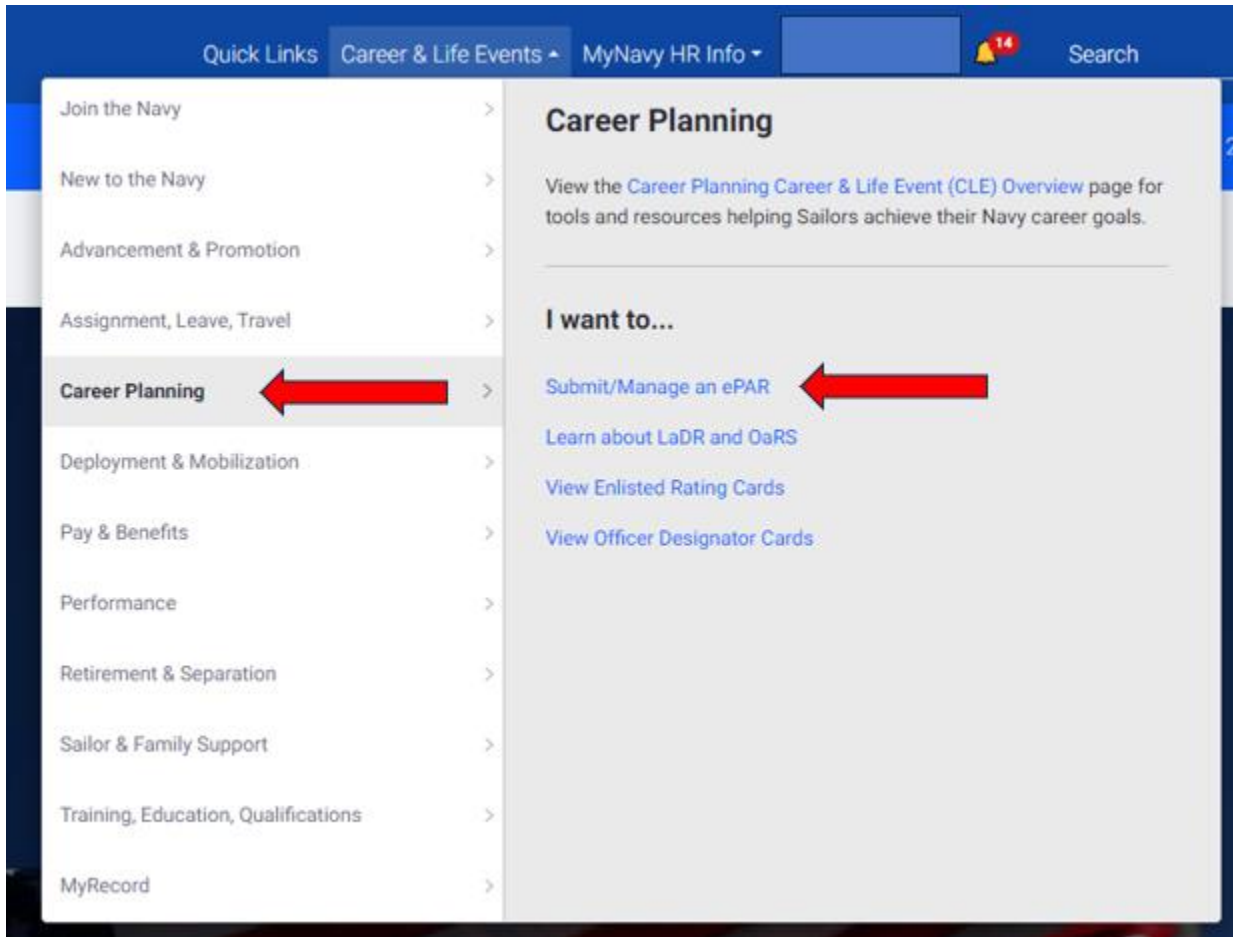 Quick Links Career & Life Events MyNavy HR Info 14 Search
Join the Navy
New to the Navy
Advancement & Promotion
Assignment, Leave, Travel
Career Planning
Deployment & Mobilization
Pay & Benefits
Performance
Retirement & Separation
Sailor & Family Support
Training, Education, Qualifications
MyRecord
Career Planning
View the Career Planning Career & Life Event (CLE) Overview page for
tools and resources helping Sailors achieve their Navy career goals.
I want to...
Submit/Manage an ePAR
Learn about LaDR and OaRS
View Enlisted Rating Cards
View Officer Designator Cards